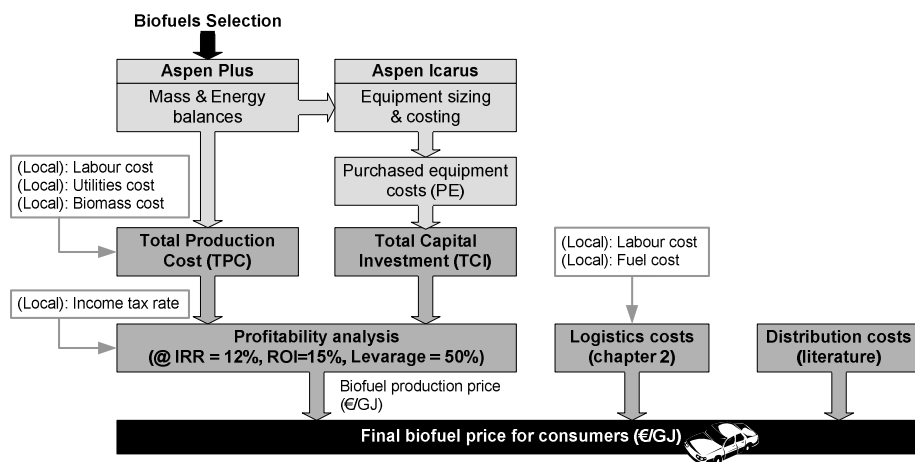 Biofuels Selection
Aspen Plus
Mass & Energy
balances
Aspen Icarus
Equipment sizing
& costing
(Local): Labour cost
(Local): Utilities cost
(Local): Biomass cost
Purchased equipment
costs (PE)
Total Production
Cost (TPC)
Total Capital
Investment (TCI)
(Local): Labour cost
(Local): Fuel cost
(Local): Income tax rate
Profitability analysis
(@ IRR = 12%, ROI=15%, Levarage = 50%)
Logistics costs
(chapter 2)
Distribution costs
(literature)
Biofuel production price
(€/GJ)
Final biofuel price for consumers (€/GJ)